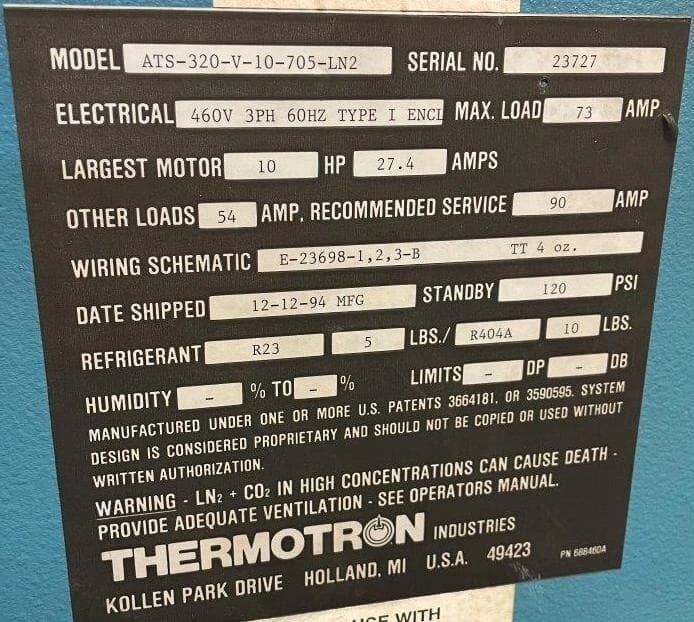 MODEL ATS-320-V-10-705-LN2 SERIAL NO. 23727
ELECTRICAL 460V 3PH 60HZ TYPE I ENCL MAX. LOAD 73 AMP
LARGEST MOTOR 10 HP 27.4 AMPS
OTHER LOADS 54 AMP, RECOMMENDED SERVICE 90 AMP
WIRING SCHEMATIC E-23698-1,2,3-B TT 4 oz.
DATE SHIPPED 12-12-94 MFG STANDBY 120 PSI
REFRIGERANT R23 5 LBS./ R404A 10 LBS.
HUMIDITY - % TO - % LIMITS - DP - DB
MANUFACTURED UNDER ONE OR MORE U.S. PATENTS 3664181. OR 3590595. SYSTEM
DESIGN IS CONSIDERED PROPRIETARY AND SHOULD NOT BE COPIED OR USED WITHOUT
WRITTEN AUTHORIZATION.
WARNING - LN₂ + CO₂ IN HIGH CONCENTRATIONS CAN CAUSE DEATH -
PROVIDE ADEQUATE VENTILATION - SEE OPERATORS MANUAL.
THERMOTRON INDUSTRIES
KOLLEN PARK DRIVE HOLLAND, MI U.S.A. 49423 PN 688460A
WITH